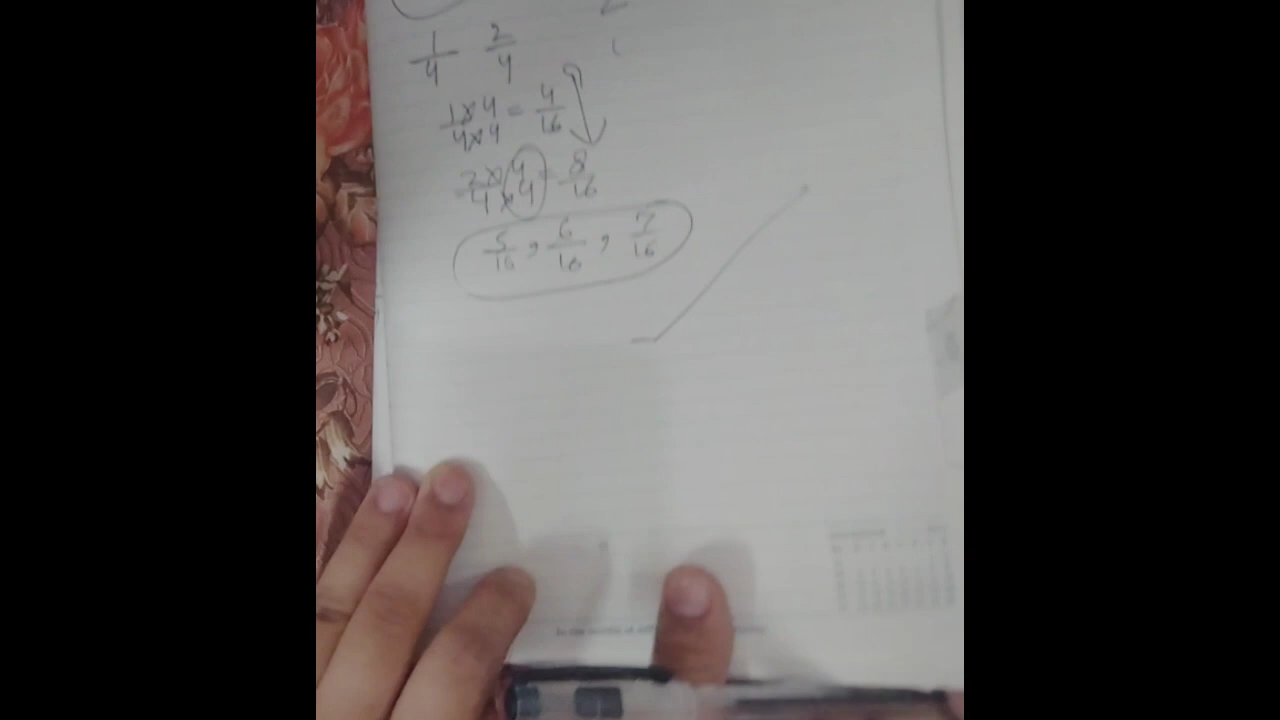 1/4 2/4
1×4/4×4 = 4/16
2×4/4×4 = 8/16
5/16 , 6/16 , 7/16